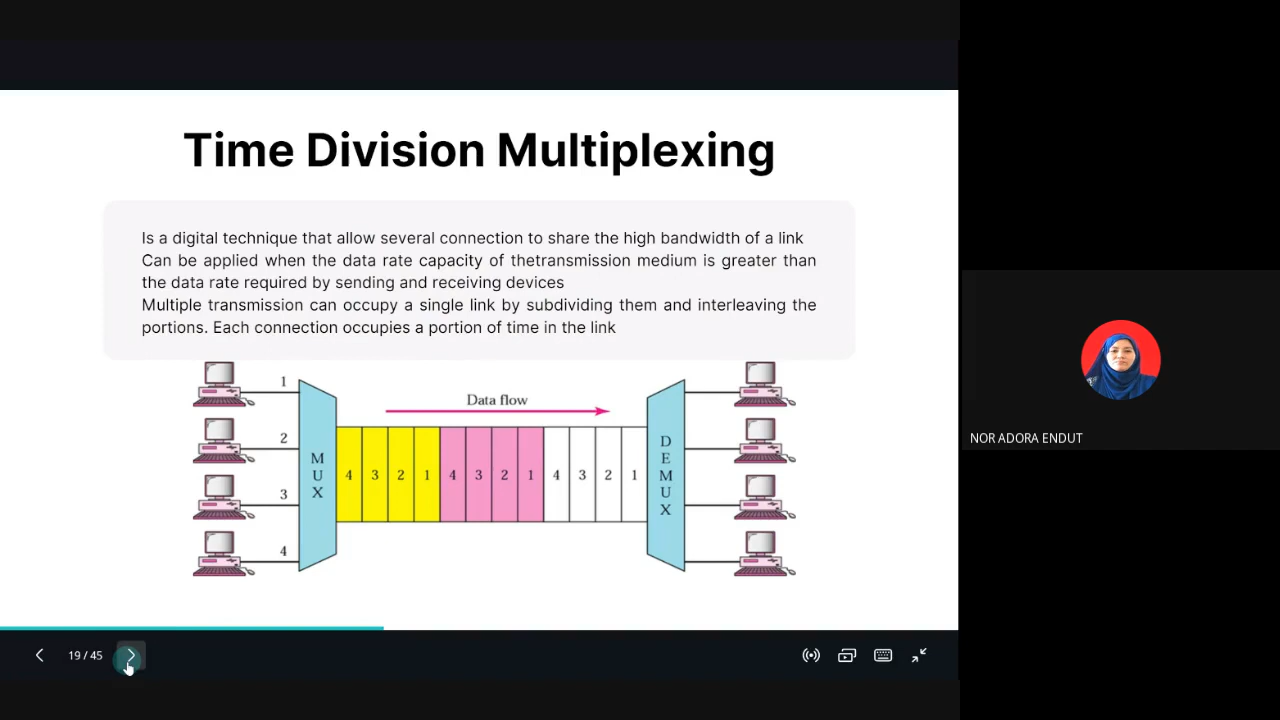 Time Division Multiplexing
Is a digital technique that allow several connection to share the high bandwidth of a link
Can be applied when the data rate capacity of thetransmission medium is greater than
the data rate required by sending and receiving devices
Multiple transmission can occupy a single link by subdividing them and interleaving the
portions. Each connection occupies a portion of time in the link
1
2
3
4
MUX
Data flow
4 3 2 1 4 3 2 1 4 3 2 1
DEMUX
NOR ADORA ENDUT
19 / 45